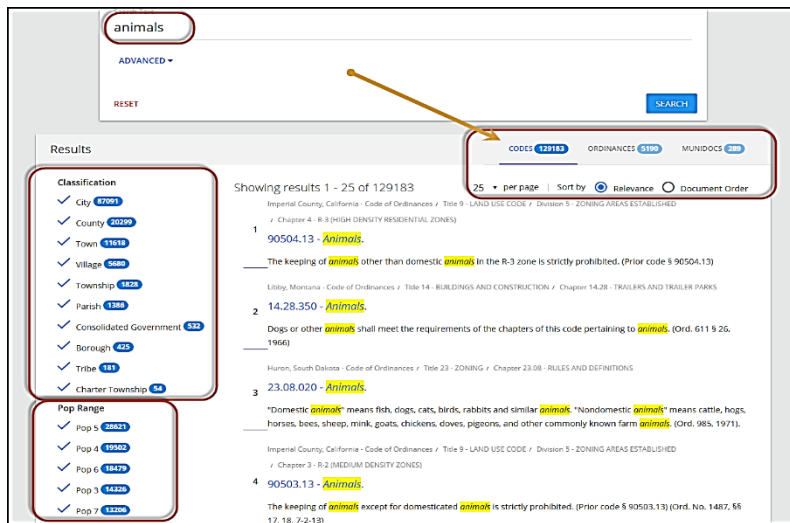 animals
ADVANCED
RESET
SEARCH
Results
CODES 129183 ORDINANCES 5190 MUNIDOCS 289
Classification
City 87091
County 20299
Town 11618
Village 5680
Township 1828
Parish 1386
Consolidated Government 532
Borough 425
Tribe 181
Charter Township 54
Pop Range
Pop 5 28621
Pop 4 19502
Pop 6 18479
Pop 3 14326
Pop 7 13206
Showing results 1 - 25 of 129183
25 per page | Sort by Relevance Document Order
Imperial County, California - Code of Ordinances / Title 9 - LAND USE CODE / Division 5 - ZONING AREAS ESTABLISHED
/ Chapter 4 - R-3 (HIGH DENSITY RESIDENTIAL ZONES)
1
90504.13 - Animals.
The keeping of animals other than domestic animals in the R-3 zone is strictly prohibited. (Prior code § 90504.13)
Libby, Montana - Code of Ordinances / Title 14 - BUILDINGS AND CONSTRUCTION / Chapter 14.28 - TRAILERS AND TRAILER PARKS
2 14.28.350 - Animals.
Dogs or other animals shall meet the requirements of the chapters of this code pertaining to animals. (Ord. 611 § 26,
1966)
Huron, South Dakota - Code of Ordinances / Title 23 - ZONING / Chapter 23.08 - RULES AND DEFINITIONS
3 23.08.020 - Animals.
"Domestic animals" means fish, dogs, cats, birds, rabbits and similar animals. "Nondomestic animals" means cattle, hogs,
horses, bees, sheep, mink, goats, chickens, doves, pigeons, and other commonly known farm animals. (Ord. 985, 1971).
Imperial County, California - Code of Ordinances / Title 9 - LAND USE CODE / Division 5 - ZONING AREAS ESTABLISHED
/ Chapter 3 - R-2 (MEDIUM DENSITY ZONES)
4 90503.13 - Animals.
The keeping of animals except for domesticated animals is strictly prohibited. (Prior code § 90503.13) (Ord. No. 1487, §§
17, 18, 7-2-13)